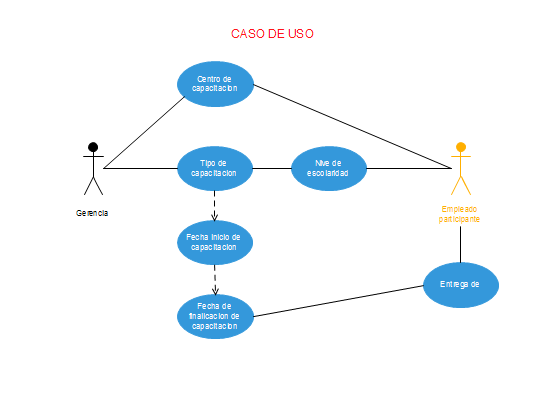 CASO DE USO
Centro de
capacitacion
Tipo de
capacitacion
Nive de
escolaridad
Gerencia
Empleado
participante
Fecha inicio de
capacitacion
Fecha de
finalicacion de
capacitacion
Entrega de